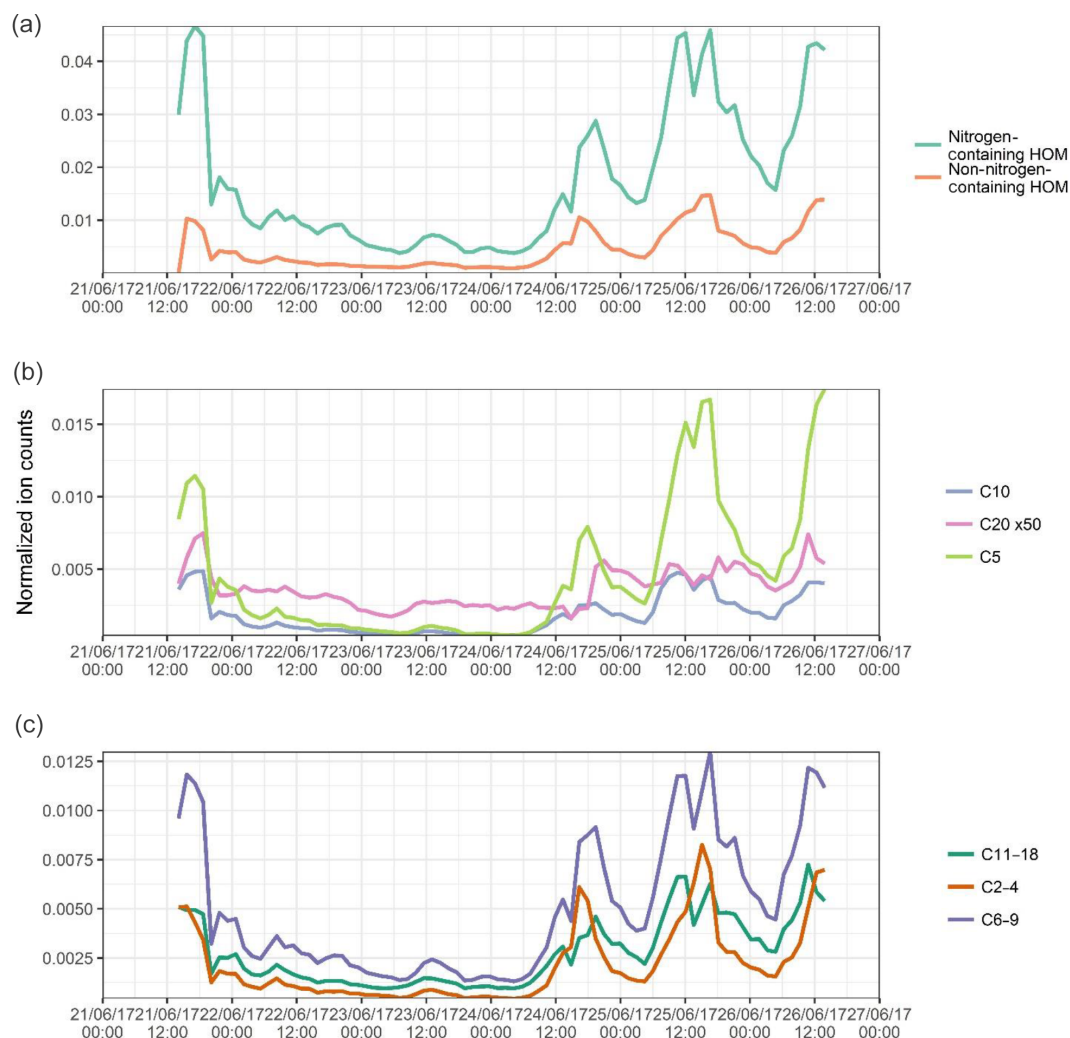 (a)
0.04
0.03
0.02
0.01
21/06/1721/06/1722/06/1722/06/1723/06/1723/06/1724/06/1724/06/1725/06/1725/06/1726/06/1726/06/1727/06/17
00:00 12:00 00:00 12:00 00:00 12:00 00:00 12:00 00:00 12:00 00:00 12:00 00:00
Nitrogen-
containing HOM
Non-nitrogen-
containing HOM
(b)
Normalized ion counts
0.015
0.010
0.005
21/06/1721/06/1722/06/1722/06/1723/06/1723/06/1724/06/1724/06/1725/06/1725/06/1726/06/1726/06/1727/06/17
00:00 12:00 00:00 12:00 00:00 12:00 00:00 12:00 00:00 12:00 00:00 12:00 00:00
C10
C20 x50
C5
(c)
0.0125
0.0100
0.0075
0.0050
0.0025
21/06/1721/06/1722/06/1722/06/1723/06/1723/06/1724/06/1724/06/1725/06/1725/06/1726/06/1726/06/1727/06/17
00:00 12:00 00:00 12:00 00:00 12:00 00:00 12:00 00:00 12:00 00:00 12:00 00:00
C11–18
C2–4
C6–9